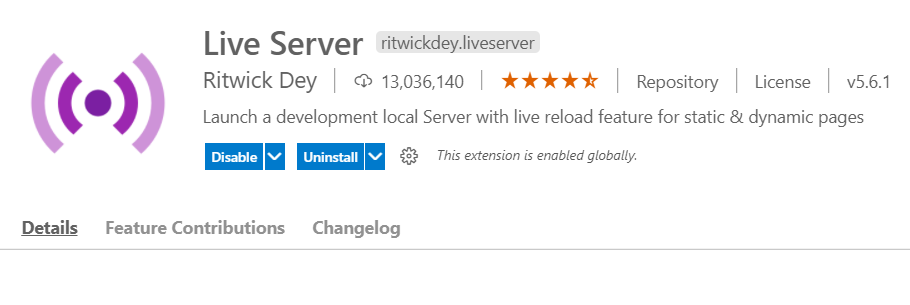 Live Server ritwickdey.liveserver
Ritwick Dey 13,036,140 Repository License v5.6.1
Launch a development local Server with live reload feature for static & dynamic pages
Disable Uninstall This extension is enabled globally.
Details Feature Contributions Changelog